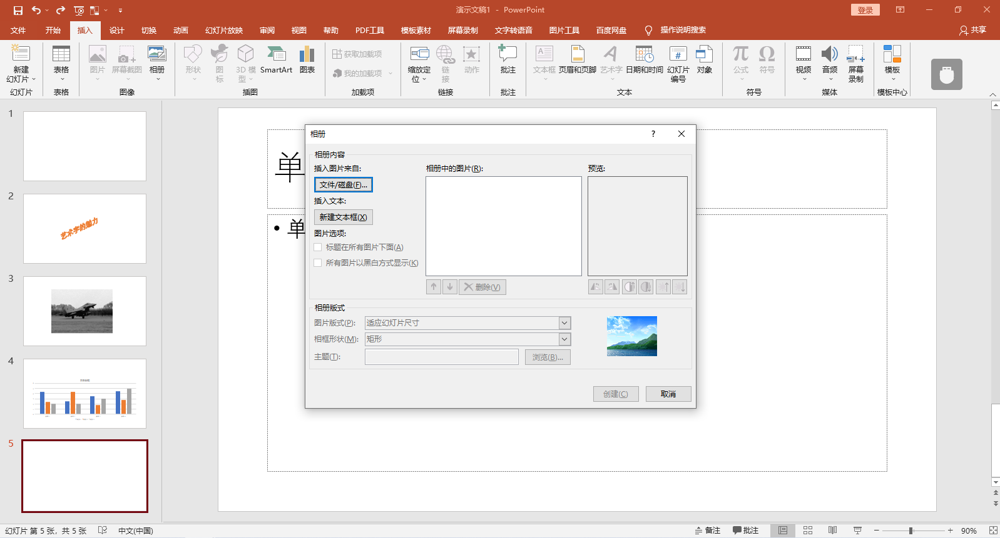 演示文稿1 - PowerPoint
登录
文件 开始 插入 设计 切换 动画 幻灯片放映 审阅 视图 帮助 PDF工具 模板素材 屏幕录制 文字转语音 图片工具 百度网盘 操作说明搜索 共享
新建
幻灯片
表格
图片
屏幕截图
相册
形状
图
标
3D 模
型
SmartArt
图表
获取加载项
我的加载项
缩放定
位
链
接
动作
批注
文本框
页眉和页脚
艺术字
日期和时间
幻灯片
编号
对象
公式
符号
视频
音频
屏幕
录制
模板
幻灯片 表格 图像 插图 加载项 链接 批注 文本 符号 媒体 模板中心
1
2
艺术字的魅力
3
4
5
单
• 单
相册
?
相册内容
插入图片来自:
文件/磁盘(F)...
插入文本:
新建文本框(X)
图片选项:
标题在所有图片下面(A)
所有图片以黑白方式显示(K)
相册中的图片(R):
删除(V)
预览:
相册版式
图片版式(P): 适应幻灯片尺寸
相框形状(M): 矩形
主题(T):
浏览(B)...
创建(C) 取消
幻灯片 第 5 张，共 5 张 中文(中国) 备注 批注 90%